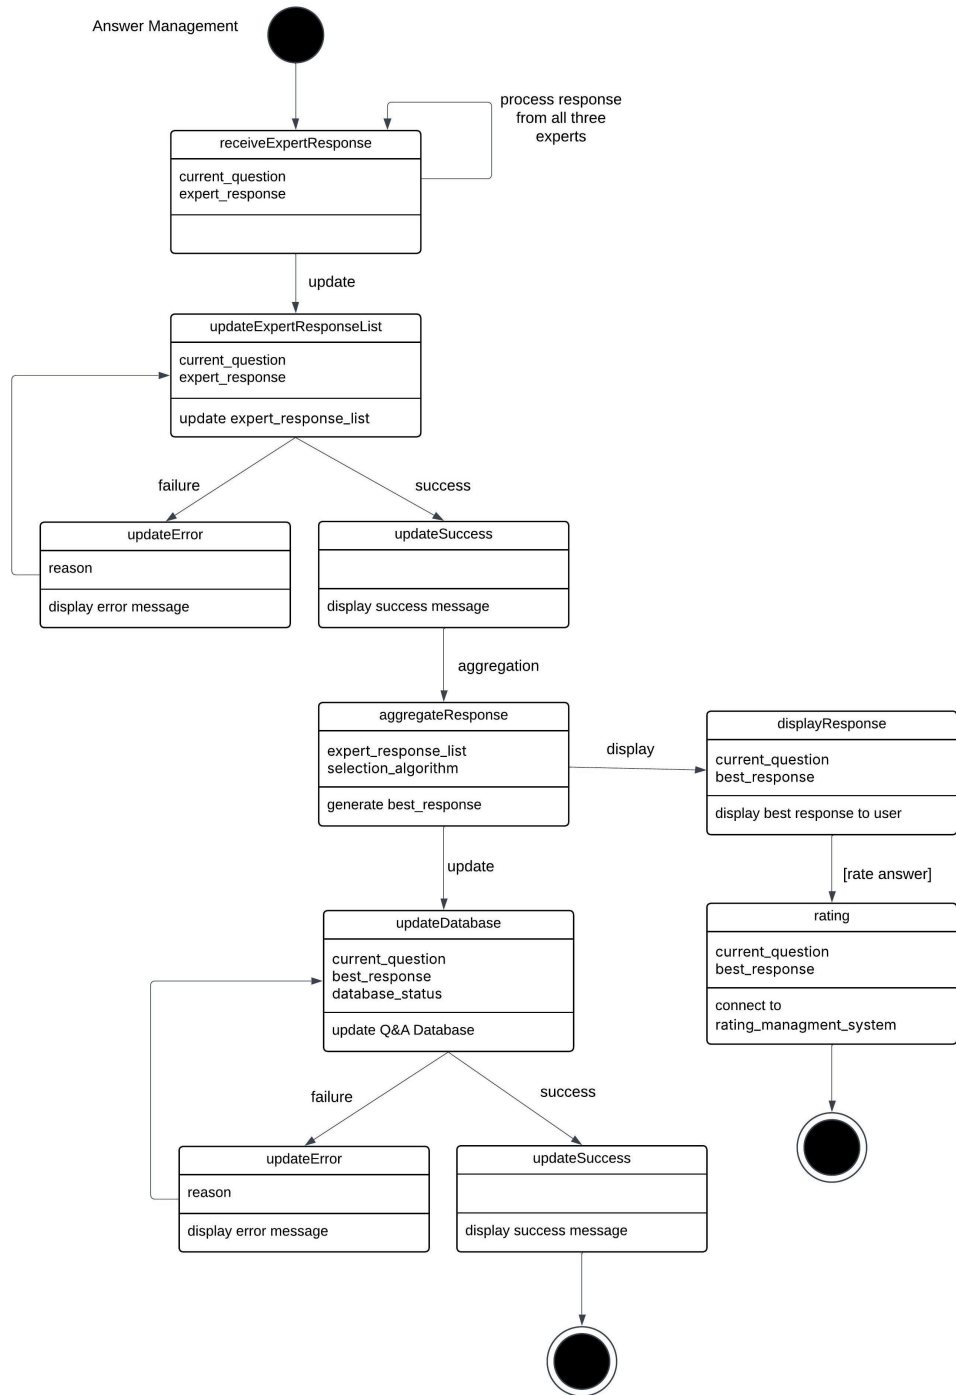 Answer Management
process response
from all three
experts
receiveExpertResponse
current_question
expert_response
update
updateExpertResponseList
current_question
expert_response
update expert_response_list
failure
success
updateError
reason
display error message
updateSuccess
display success message
aggregation
aggregateResponse
expert_response_list
selection_algorithm
generate best_response
display
displayResponse
current_question
best_response
display best response to user
[rate answer]
rating
current_question
best_response
connect to
rating_managment_system
update
updateDatabase
current_question
best_response
database_status
update Q&A Database
failure
success
updateError
reason
display error message
updateSuccess
display success message